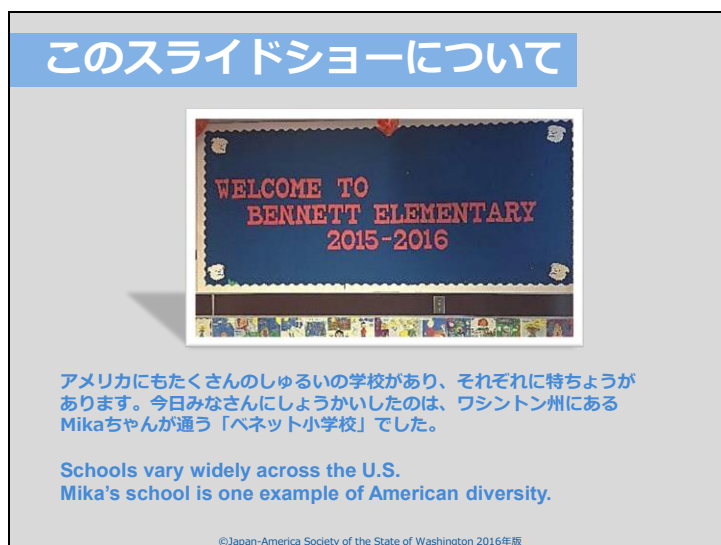 このスライドショーについて
WELCOME TO
BENNETT ELEMENTARY
2015-2016
アメリカにもたくさんのしゅるいの学校があり、それぞれに特ちょうが
あります。今日みなさんにしょうかいしたのは、ワシントン州にある
Mikaちゃんが通う「ベネット小学校」でした。
Schools vary widely across the U.S.
Mika's school is one example of American diversity.
©Japan-America Society of the State of Washington 2016年版